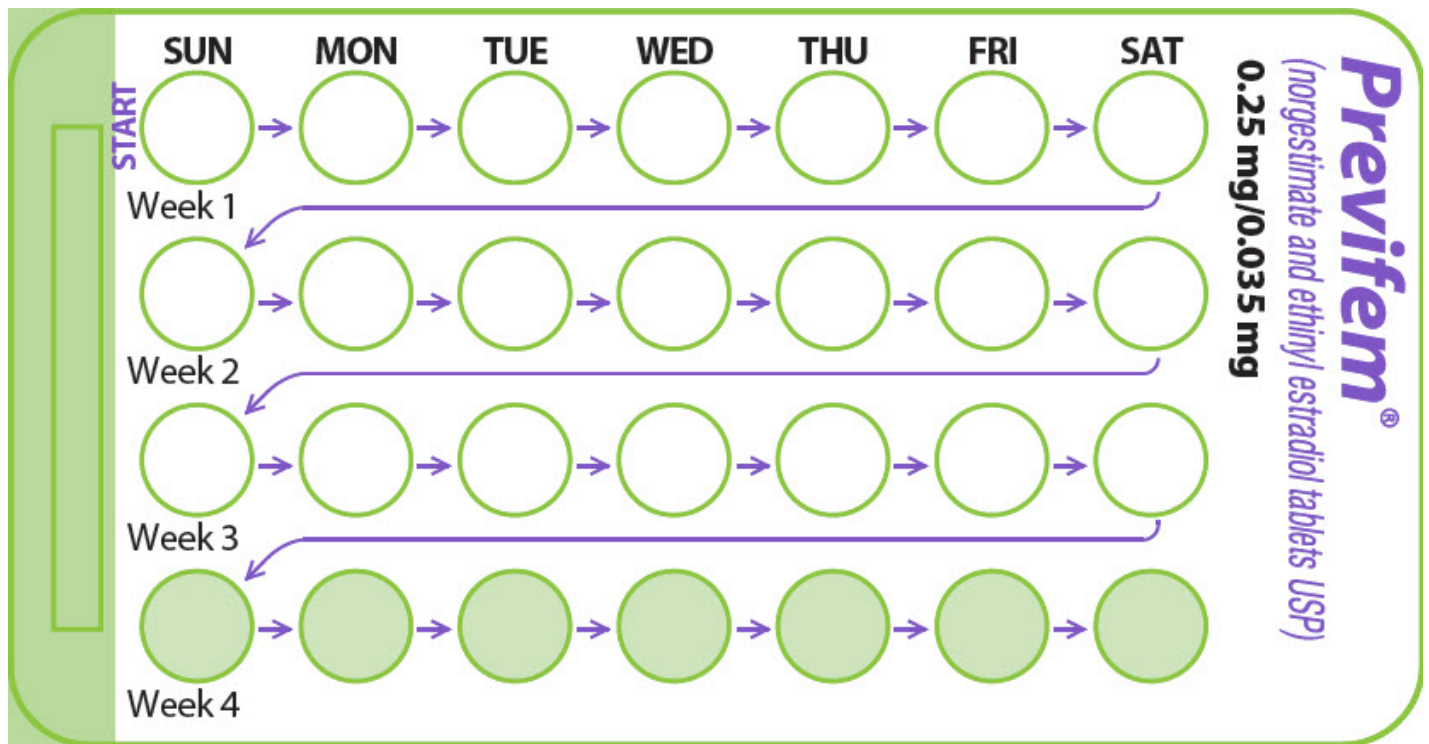 SUN MON TUE WED THU FRI SAT
START
Week 1
Week 2
Week 3
Week 4
Previfem®
(norgestimate and ethinyl estradiol tablets USP)
0.25 mg/0.035 mg